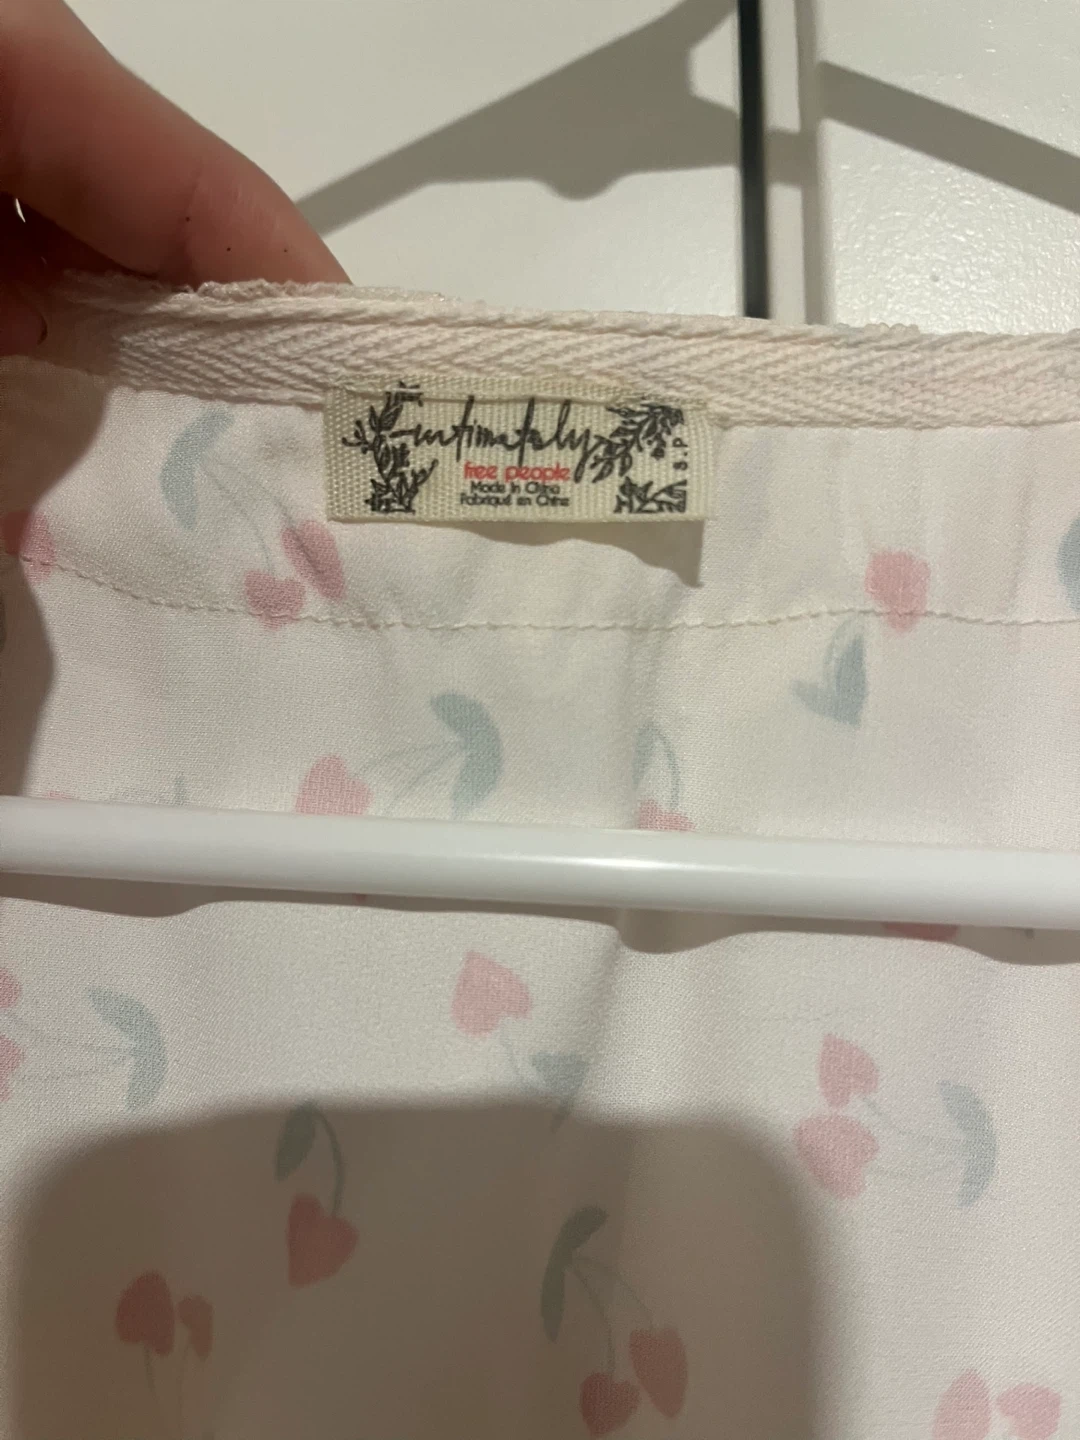 intimately
free people
Made In China
Fabriqué en Chine
S.P